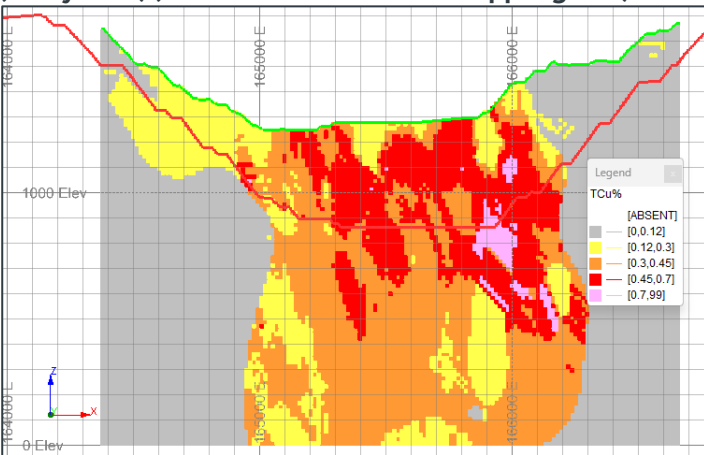 164000 E
165000 E
166000 E
1000 Elev
Legend
TCu%
[ABSENT]
[0,0.12]
[0.12,0.3]
[0.3,0.45]
[0.45,0.7]
[0.7,99]
Z
X
164000 E
165000 E
166000 E
0 Elev